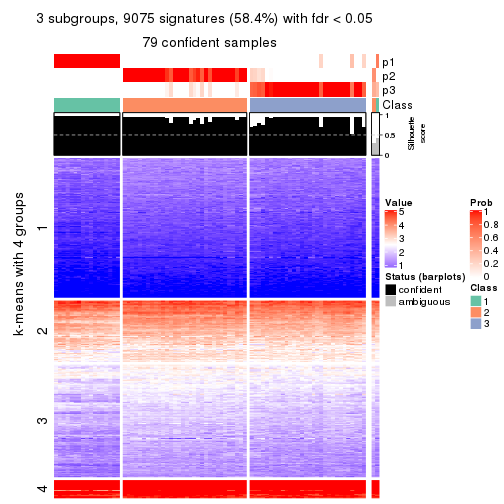 3 subgroups, 9075 signatures (58.4%) with fdr < 0.05
79 confident samples
p1
p2
p3
Class
1
0.5
0
Silhouette
score
k-means with 4 groups
1
2
3
4
Value
5
4
3
2
1
Status (barplots)
confident
ambiguous
Prob
1
0.8
0.6
0.4
0.2
0
Class
1
2
3